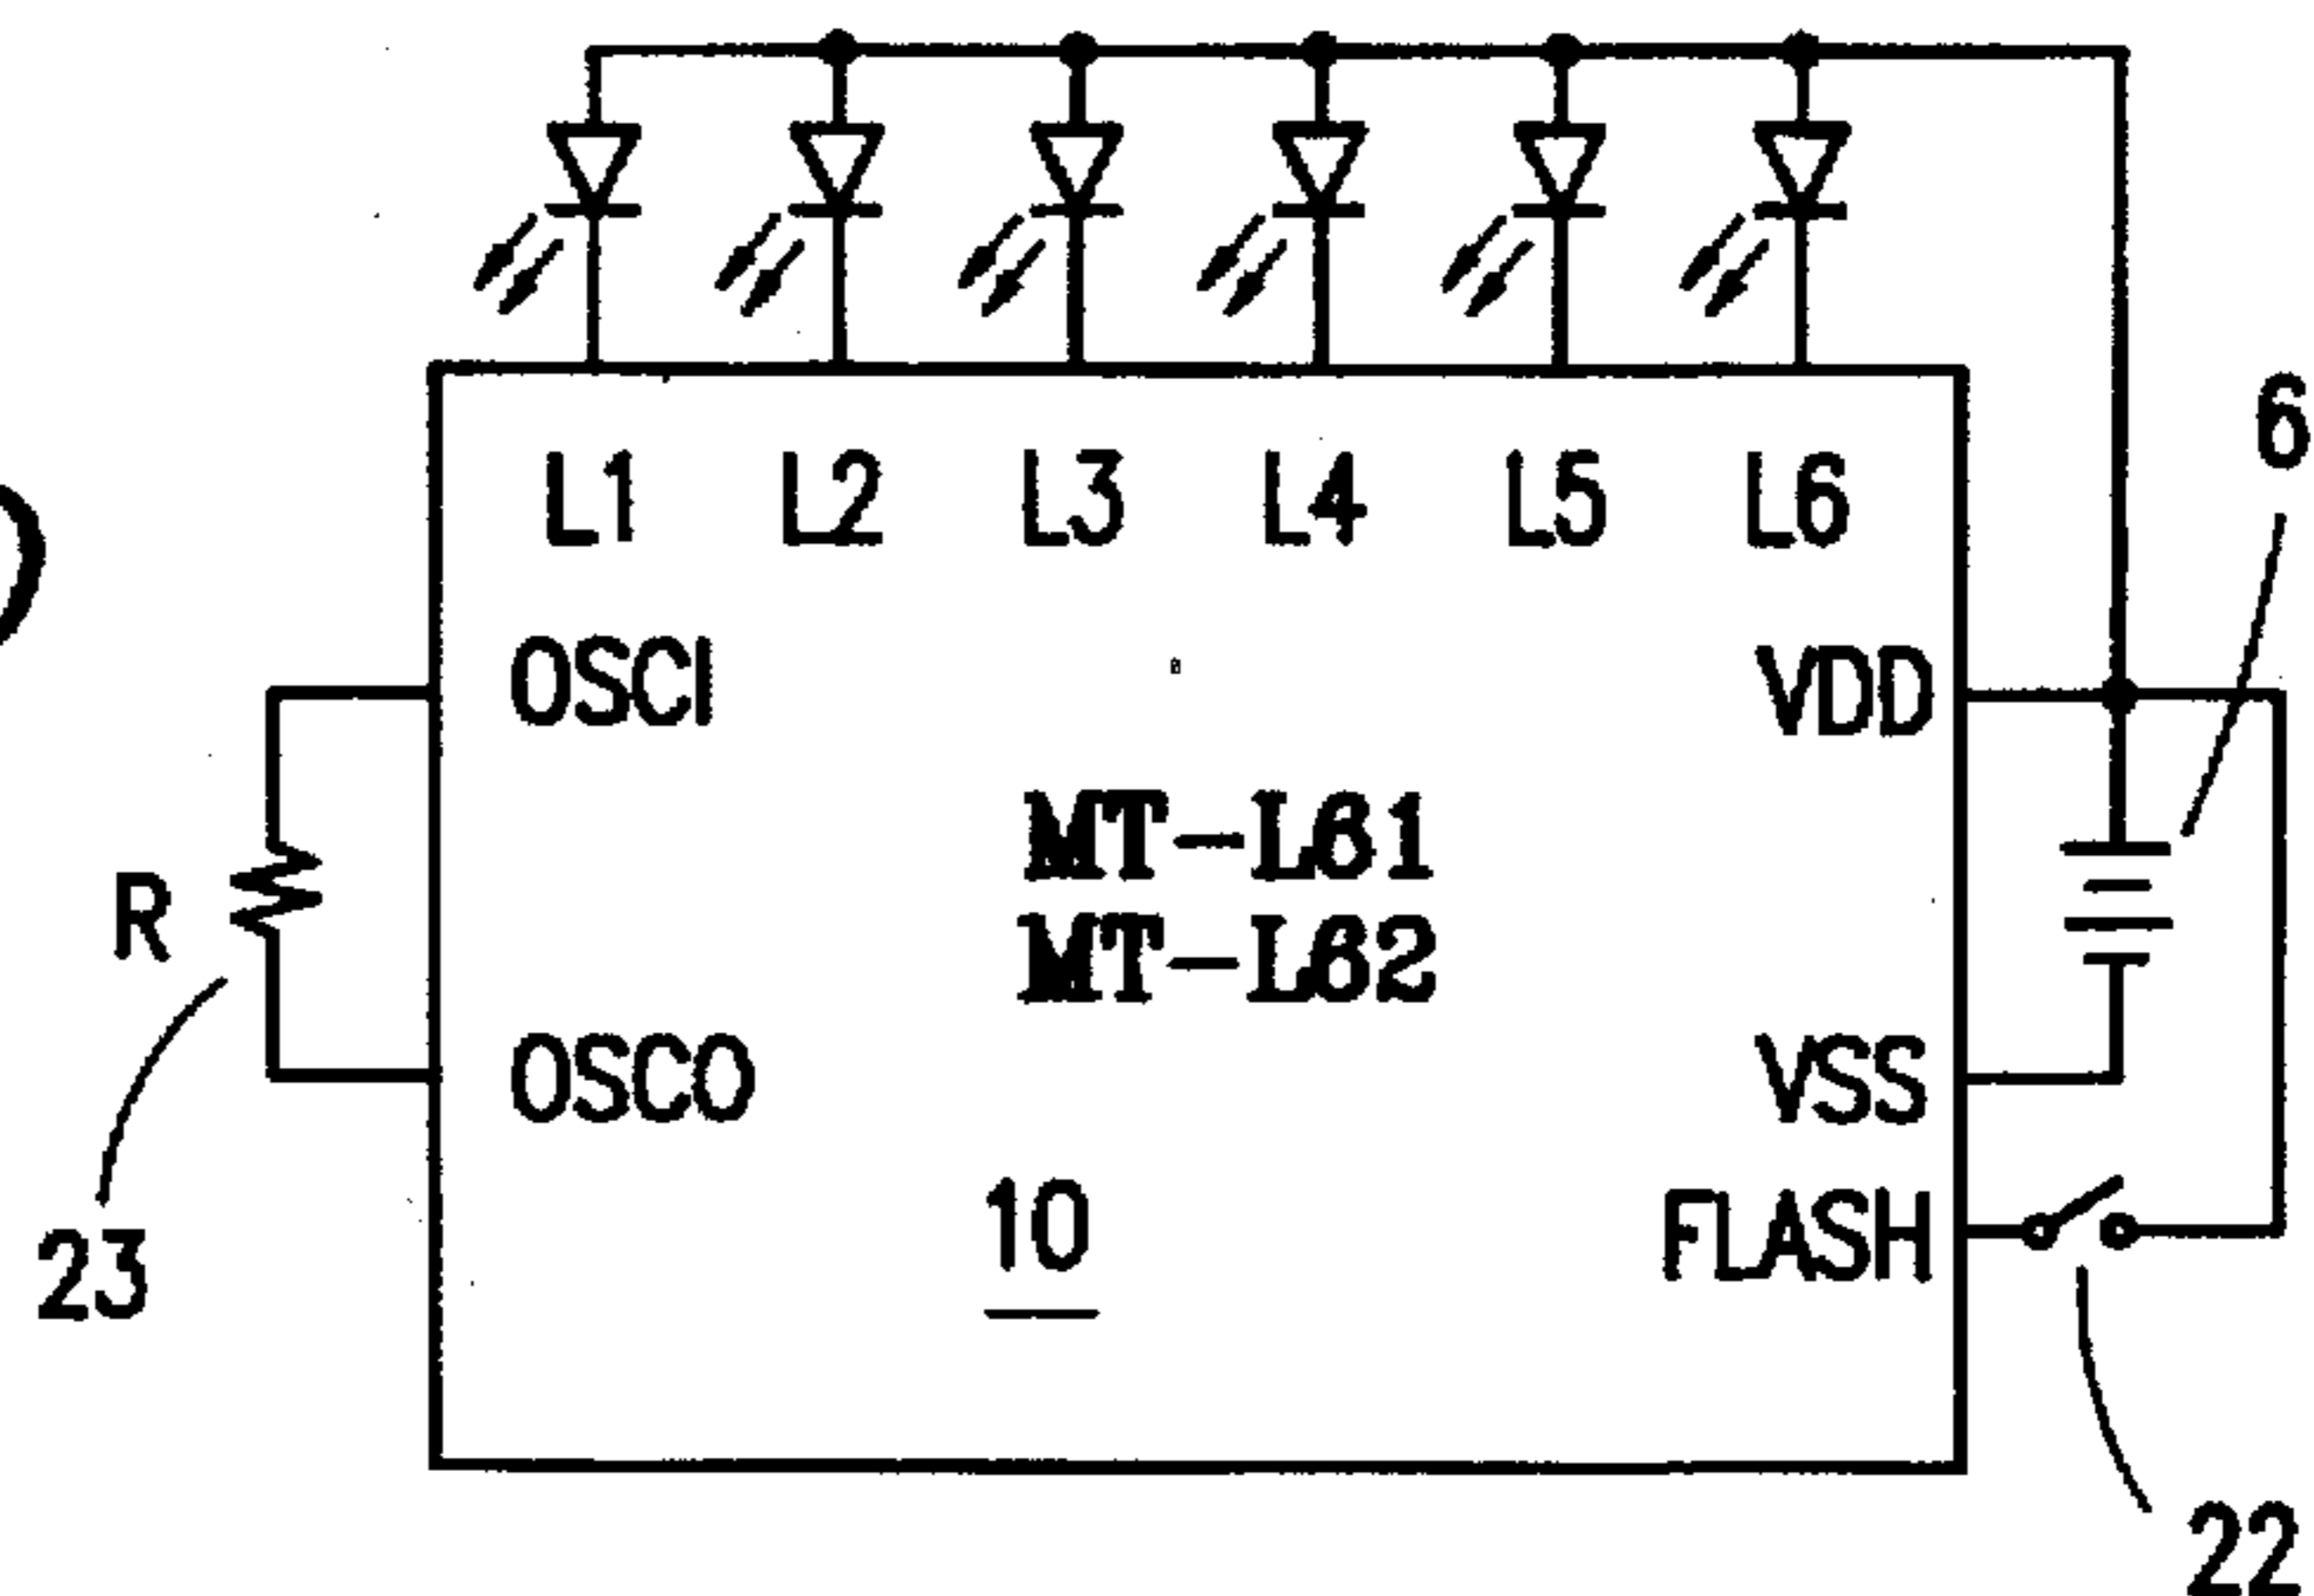 L1 L2 L3 L4 L5 L6
6
OSCI VDD
MT-L61
R
MT-L62
OSCO VSS
10
FLASH
23
22